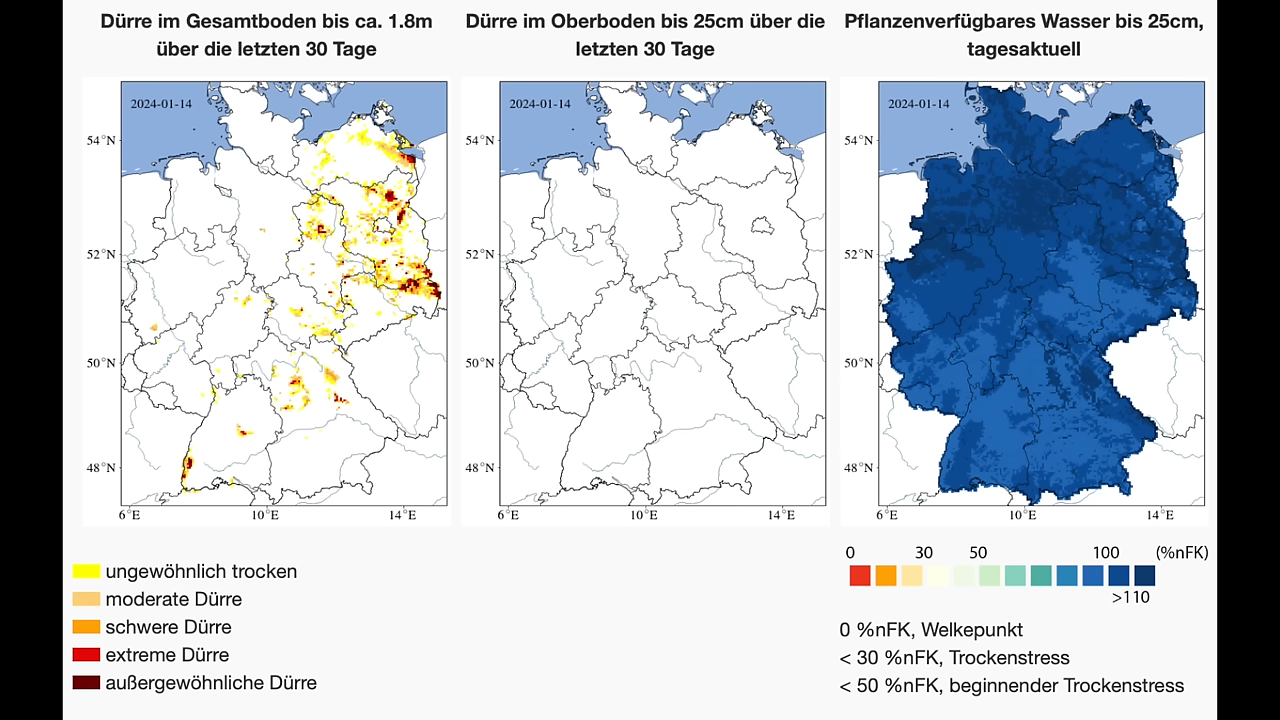 Dürre im Gesamtboden bis ca. 1.8m
über die letzten 30 Tage
Dürre im Oberboden bis 25cm über die
letzten 30 Tage
Pflanzenverfügbares Wasser bis 25cm,
tagesaktuell
2024-01-14
54°N
52°N
50°N
48°N
6°E 10°E 14°E
2024-01-14
54°N
52°N
50°N
48°N
6°E 10°E 14°E
2024-01-14
54°N
52°N
50°N
48°N
6°E 10°E 14°E
ungewöhnlich trocken
moderate Dürre
schwere Dürre
extreme Dürre
außergewöhnliche Dürre
0 30 50 100 (%nFK)
>110
0 %nFK, Welkepunkt
< 30 %nFK, Trockenstress
< 50 %nFK, beginnender Trockenstress